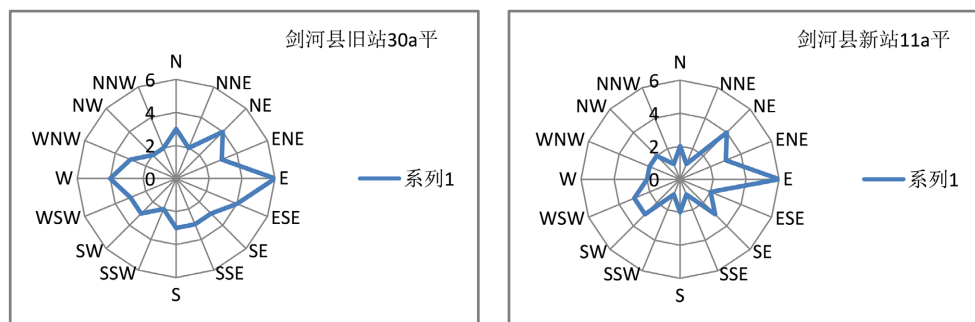 剑河县旧站30a平
N
NNE
NE
ENE
E
ESE
SE
SSE
S
SSW
SW
WSW
W
WNW
NW
NNW
6
4
2
0
系列1
剑河县新站11a平
N
NNE
NE
ENE
E
ESE
SE
SSE
S
SSW
SW
WSW
W
WNW
NW
NNW
6
4
2
0
系列1